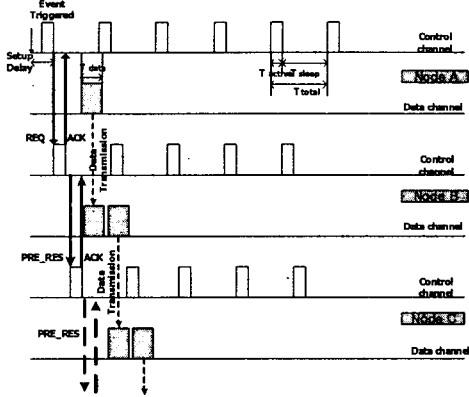 Event
Triggered
Control
channel
Setup
Delay
T data
T active
T sleep
T total
Node A
Data channel
REQ
ACK
Data
Transmission
Control
channel
Node B
Data channel
PRE_RES
ACK
Data
Transmission
Control
channel
PRE_RES
Node C
Data channel